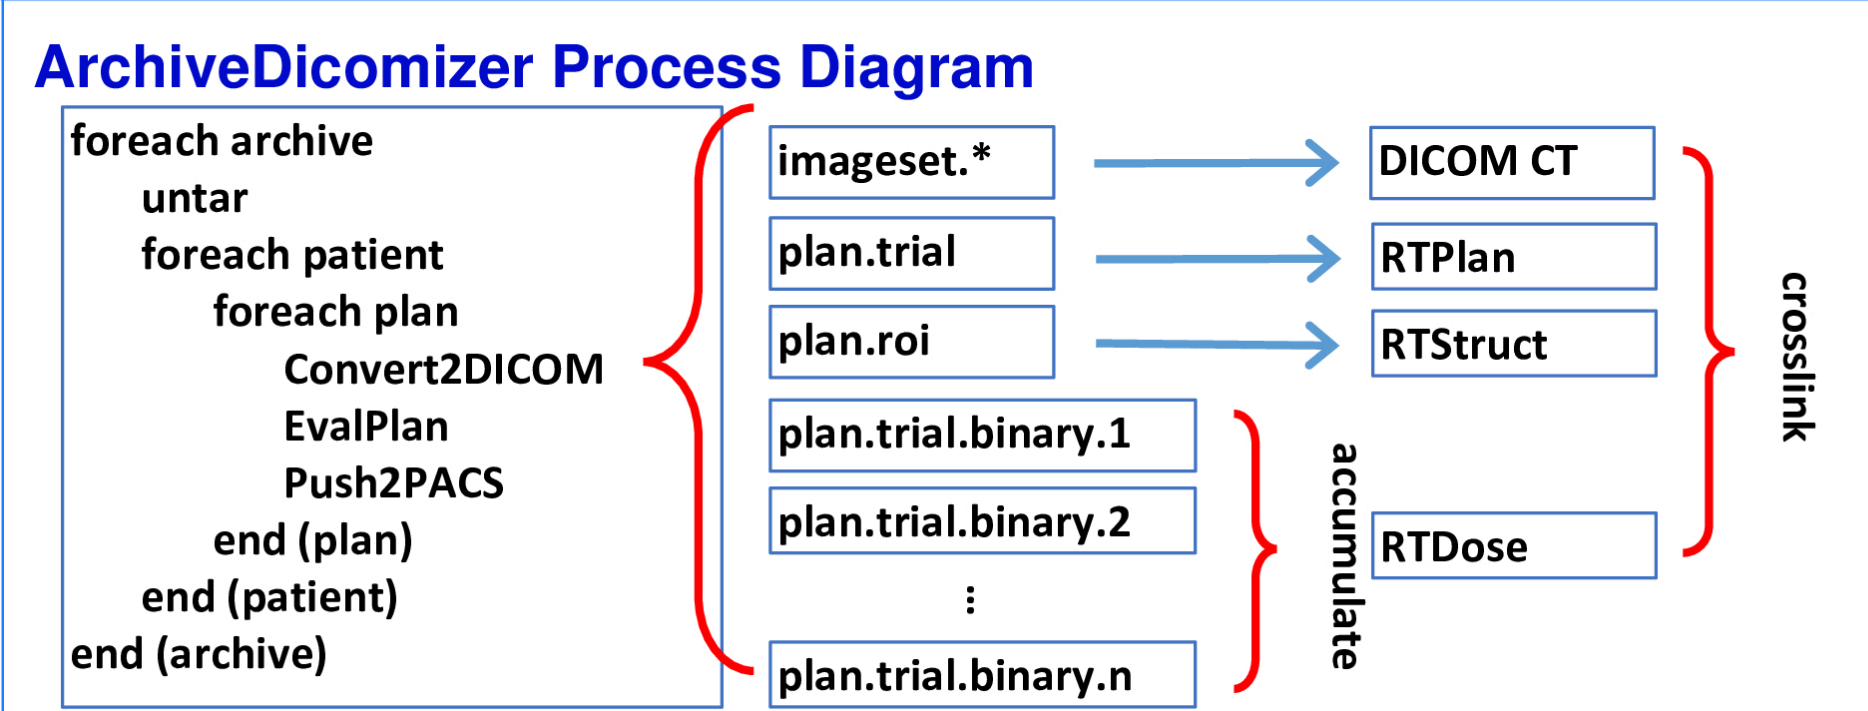 ArchiveDicomizer Process Diagram
foreach archive
untar
foreach patient
foreach plan
Convert2DICOM
EvalPlan
Push2PACS
end (plan)
end (patient)
end (archive)
imageset.*
plan.trial
plan.roi
plan.trial.binary.1
plan.trial.binary.2
⋮
plan.trial.binary.n
accumulate
DICOM CT
RTPlan
RTStruct
RTDose
crosslink